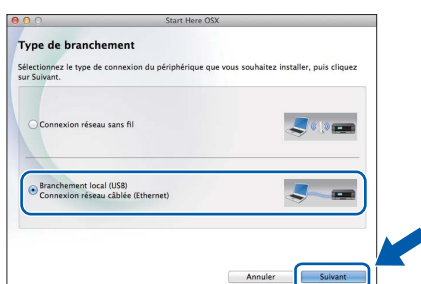 Start Here OSX
Type de branchement
Sélectionnez le type de connexion du périphérique que vous souhaitez installer, puis cliquez
sur Suivant.
Connexion réseau sans fil
Branchement local (USB)
Connexion réseau câblée (Ethernet)
Annuler
Suivant